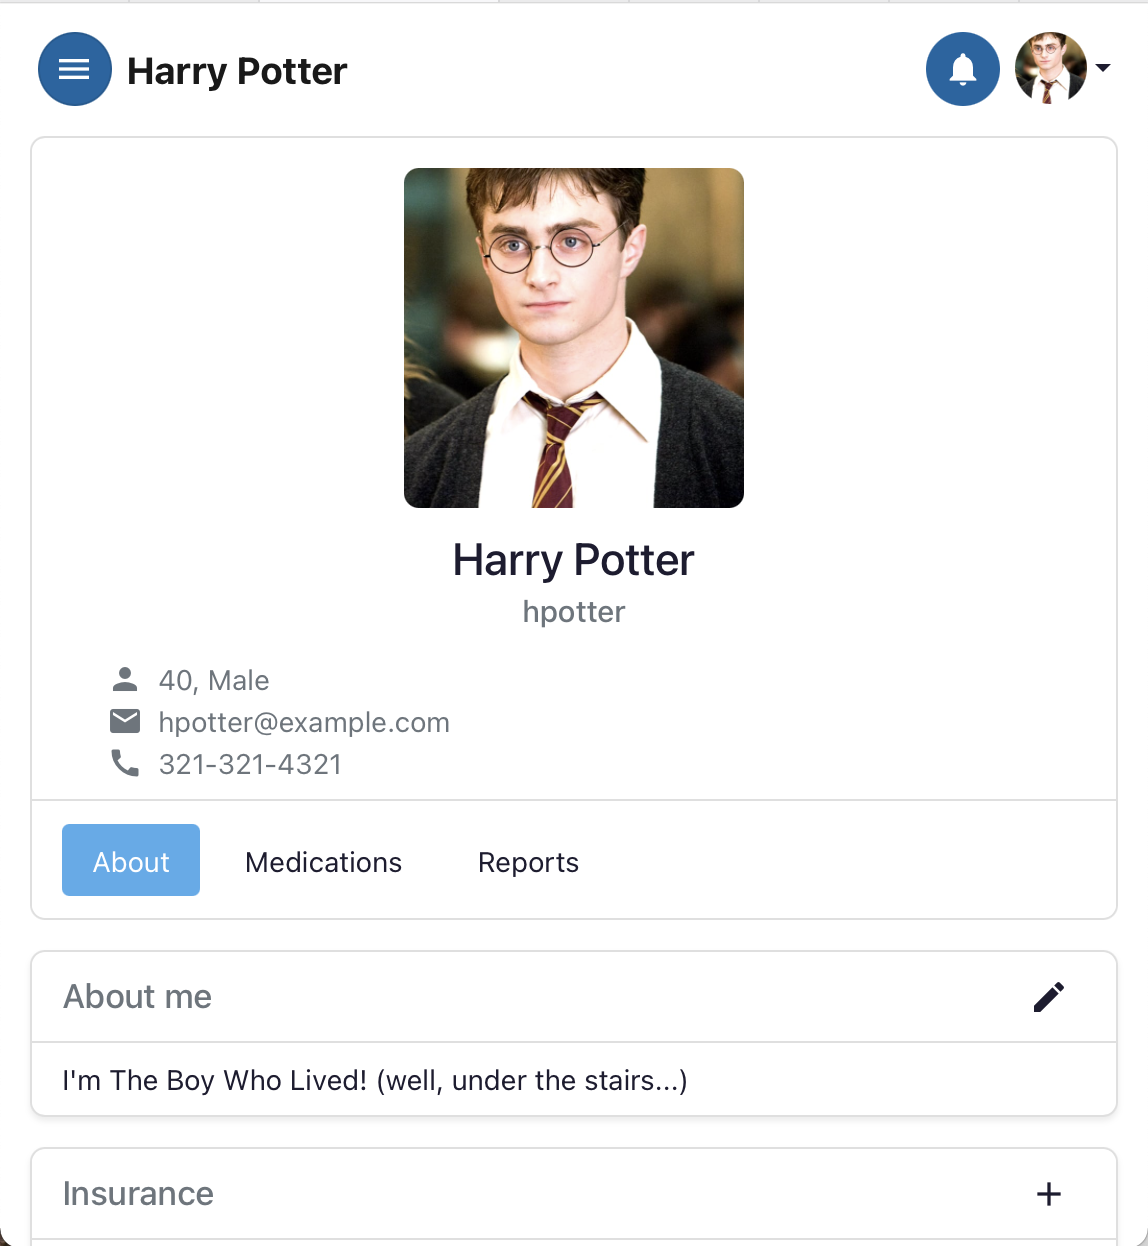 Harry Potter
Harry Potter
hpotter
40, Male
hpotter@example.com
321-321-4321
About Medications Reports
About me
I'm The Boy Who Lived! (well, under the stairs...)
Insurance